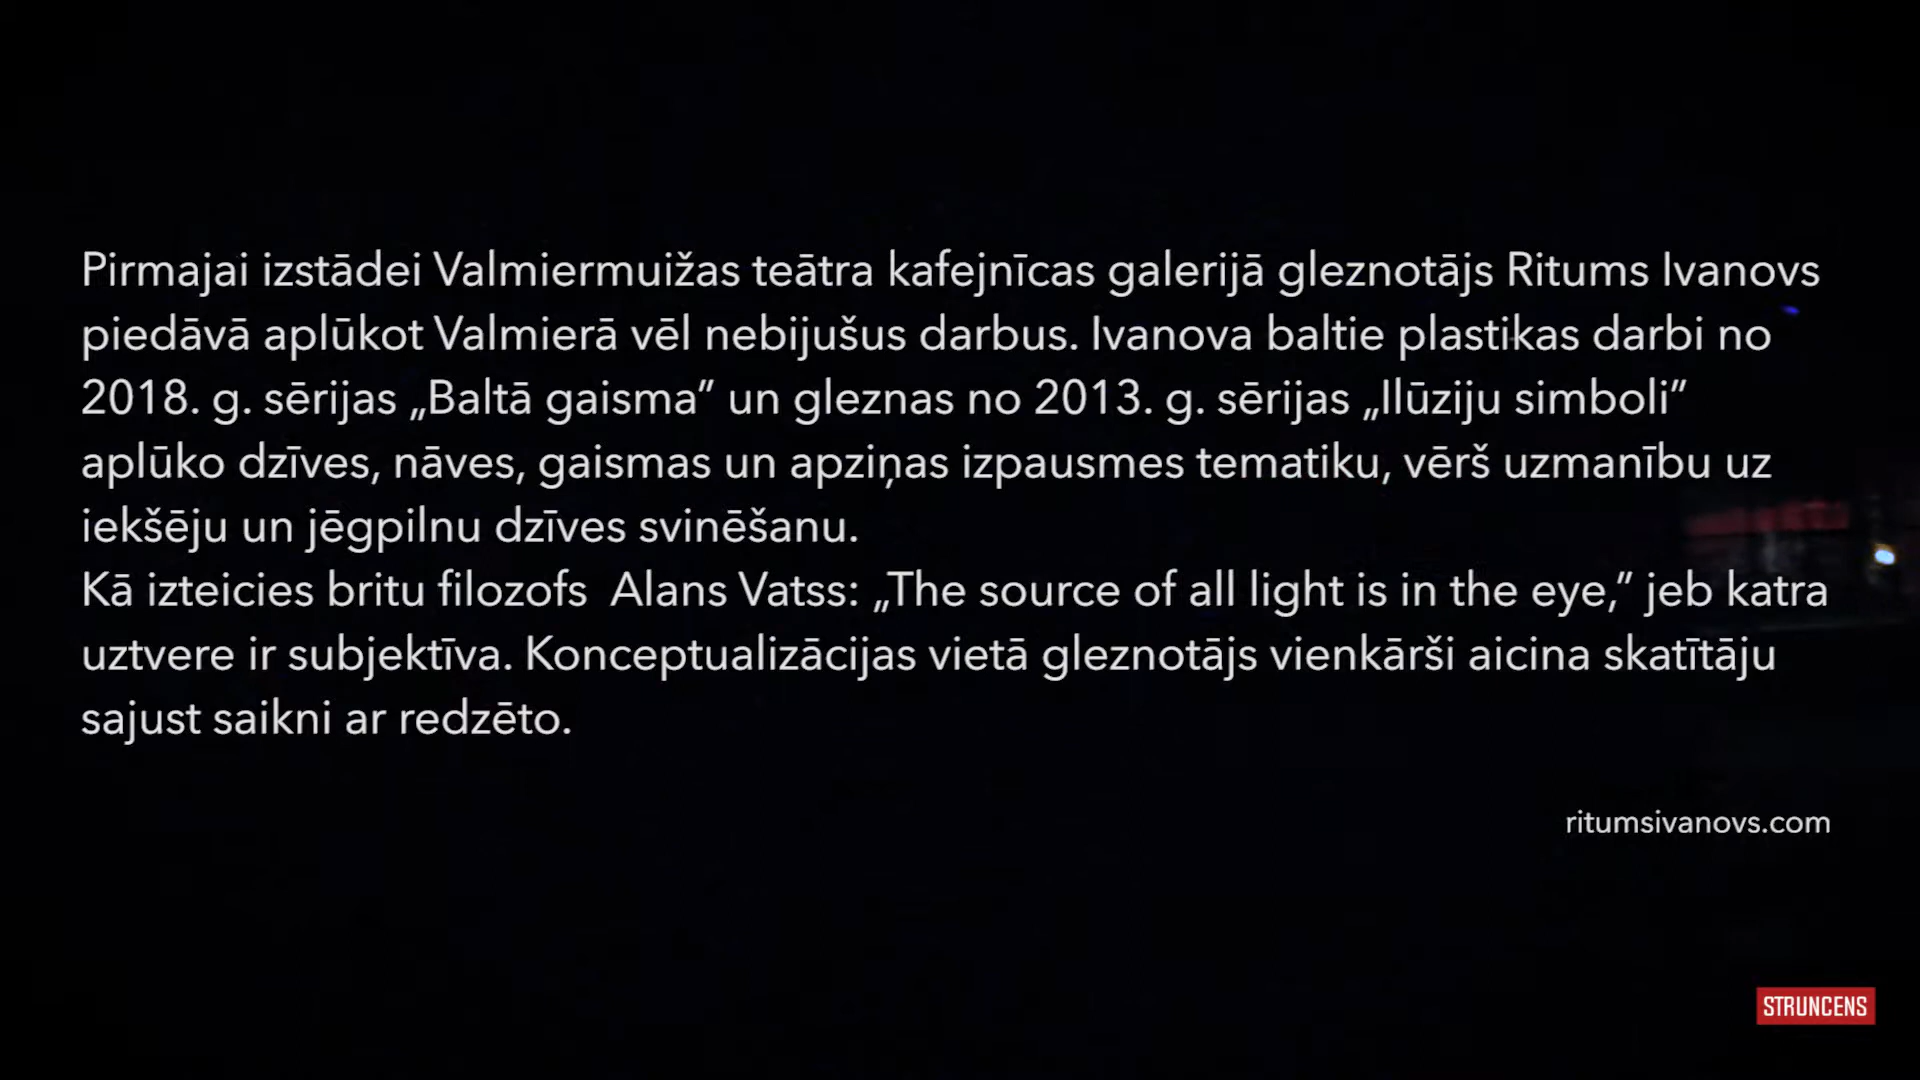 Pirmajai izstādei Valmiermuižas teātra kafejnīcas galerijā gleznotājs Ritums Ivanovs
piedāvā aplūkot Valmierā vēl nebijušus darbus. Ivanova baltie plastikas darbi no
2018. g. sērijas „Baltā gaisma” un gleznas no 2013. g. sērijas „Ilūziju simboli”
aplūko dzīves, nāves, gaismas un apziņas izpausmes tematiku, vērš uzmanību uz
iekšēju un jēgpilnu dzīves svinēšanu.
Kā izteicies britu filozofs  Alans Vatss: „The source of all light is in the eye,” jeb katra
uztvere ir subjektīva. Konceptualizācijas vietā gleznotājs vienkārši aicina skatītāju
sajust saikni ar redzēto.
ritumsivanovs.com
STRUNCENS